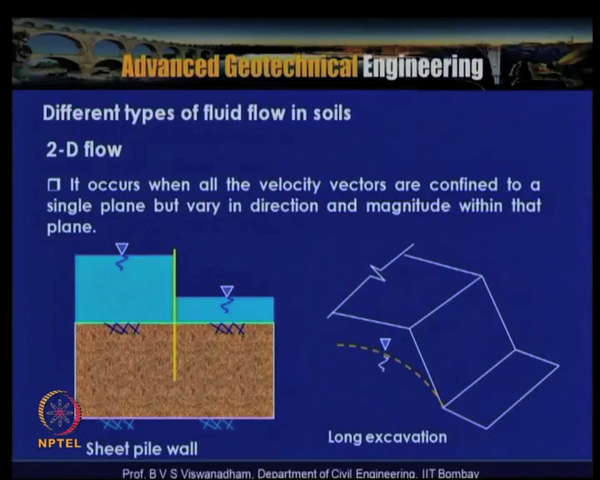 Advanced Geotechnical Engineering
Different types of fluid flow in soils
2-D flow
❒ It occurs when all the velocity vectors are confined to a
single plane but vary in direction and magnitude within that
plane.
NPTEL
Sheet pile wall
Long excavation
Prof. B V S Viswanadham, Department of Civil Engineering, IIT Bombay